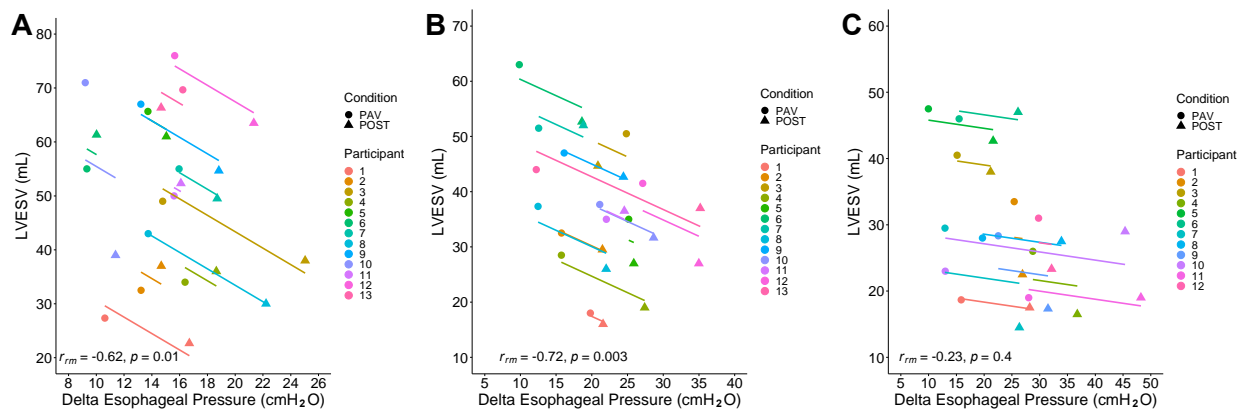 A
80
70
60
50
40
30
20
LVESV (mL)
r_rm = -0.62, p = 0.01
8 10 12 14 16 18 20 22 24 26
Delta Esophageal Pressure (cmH₂O)
Condition
PAV
POST
Participant
1
2
3
4
5
6
7
8
9
10
11
12
13
B
70
60
50
40
30
20
10
LVESV (mL)
r_rm = -0.72, p = 0.003
5 10 15 20 25 30 35 40
Delta Esophageal Pressure (cmH₂O)
Condition
PAV
POST
Participant
1
2
3
4
5
6
7
8
9
10
11
12
13
C
60
50
40
30
20
10
LVESV (mL)
r_rm = -0.23, p = 0.4
5 10 15 20 25 30 35 40 45 50
Delta Esophageal Pressure (cmH₂O)
Condition
PAV
POST
Participant
1
2
3
4
5
6
7
8
9
10
11
12